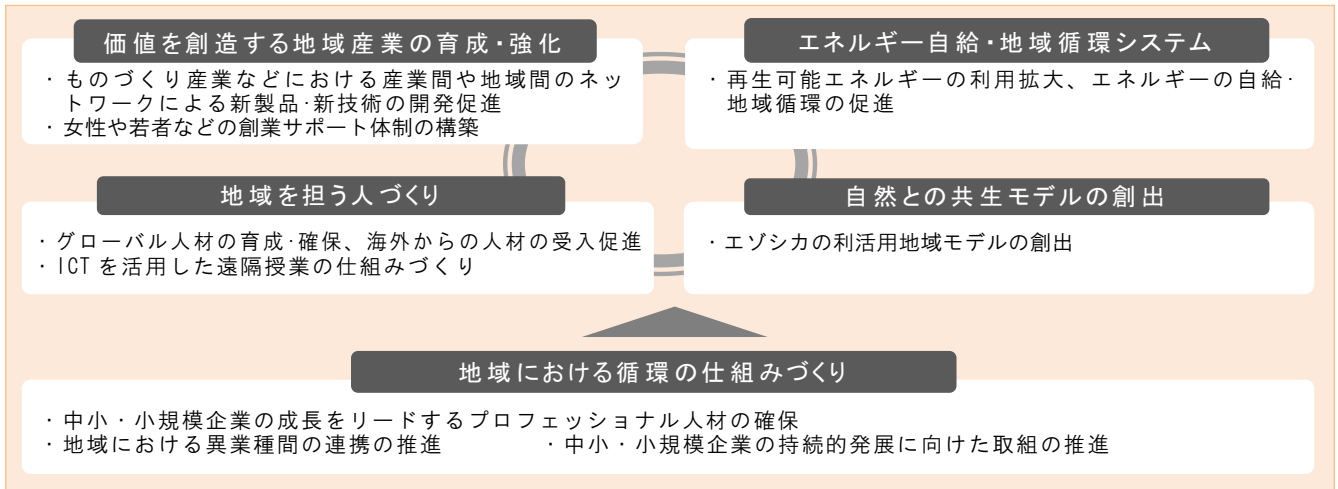 価値を創造する地域産業の育成・強化
・ものづくり産業などにおける産業間や地域間のネッ
トワークによる新製品・新技術の開発促進
・女性や若者などの創業サポート体制の構築
エネルギー自給・地域循環システム
・再生可能エネルギーの利用拡大、エネルギーの自給・
地域循環の促進
地域を担う人づくり
・グローバル人材の育成・確保、海外からの人材の受入促進
・ICTを活用した遠隔授業の仕組みづくり
自然との共生モデルの創出
・エゾシカの利活用地域モデルの創出
地域における循環の仕組みづくり
・中小・小規模企業の成長をリードするプロフェッショナル人材の確保
・地域における異業種間の連携の推進　　　・中小・小規模企業の持続的発展に向けた取組の推進